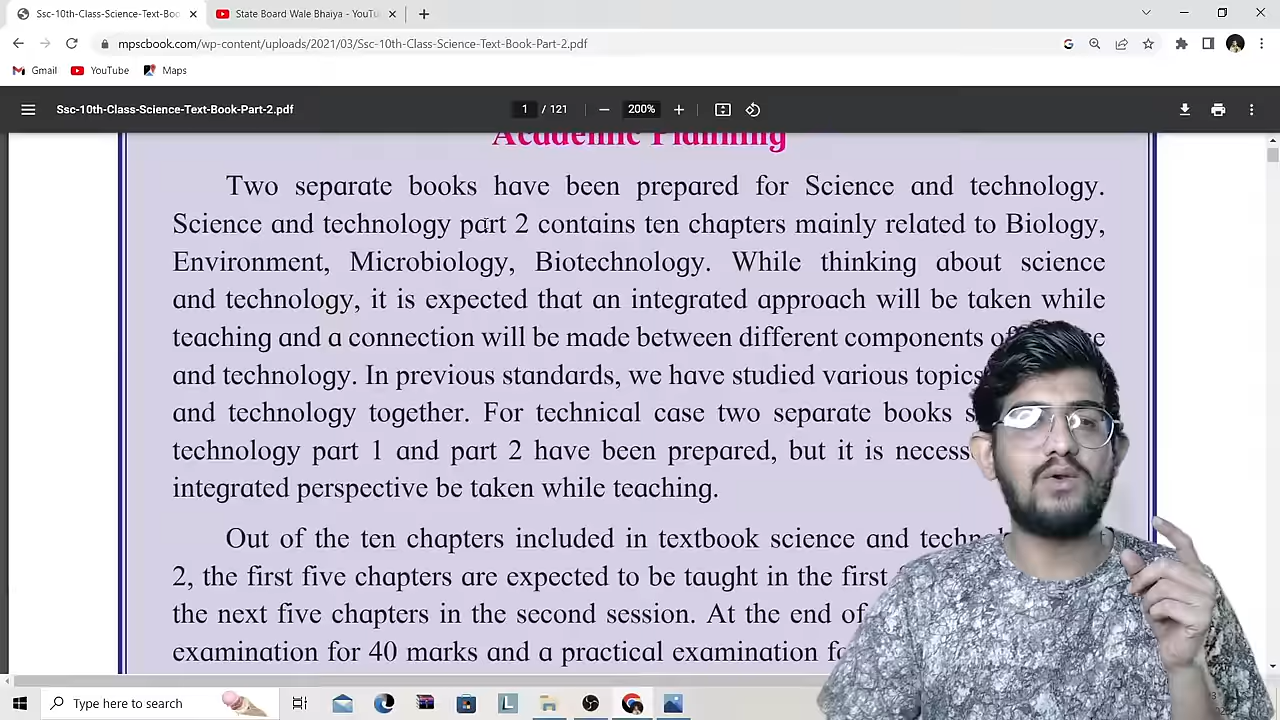 Ssc-10th-Class-Science-Text-Boo
State Board Wale Bhaiya - YouTu
mpscbook.com/wp-content/uploads/2021/03/Ssc-10th-Class-Science-Text-Book-Part-2.pdf
Gmail YouTube Maps
Ssc-10th-Class-Science-Text-Book-Part-2.pdf 1 / 121 200%
Academic Planning
Two separate books have been prepared for Science and technology.
Science and technology part 2 contains ten chapters mainly related to Biology,
Environment, Microbiology, Biotechnology. While thinking about science
and technology, it is expected that an integrated approach will be taken while
teaching and a connection will be made between different components
and technology. In previous standards, we have studied various topics
and technology together. For technical case two separate books
technology part 1 and part 2 have been prepared, but it is
integrated perspective be taken while teaching.
Out of the ten chapters included in textbook science and
2, the first five chapters are expected to be taught in the first
the next five chapters in the second session. At the end of
examination for 40 marks and a practical examination
Type here to search